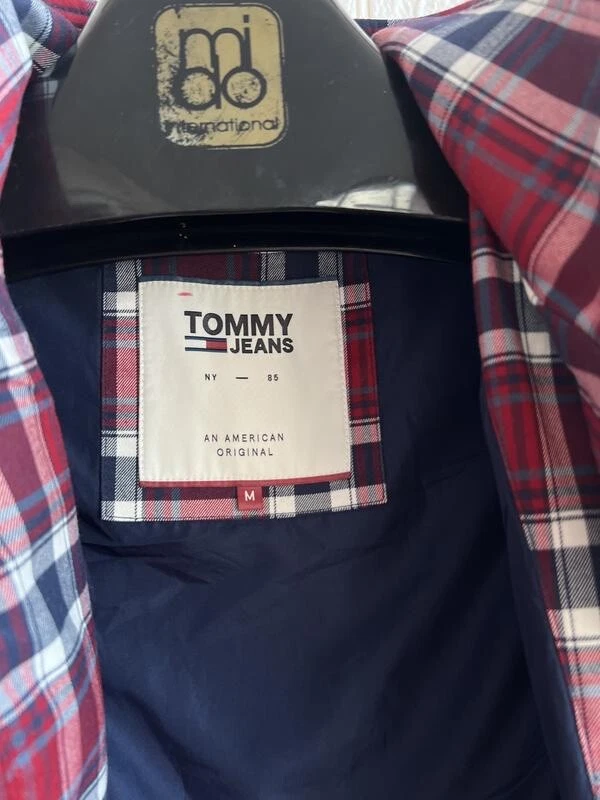 mi
do
international
TOMMY
JEANS
NY — 85
AN AMERICAN
ORIGINAL
M